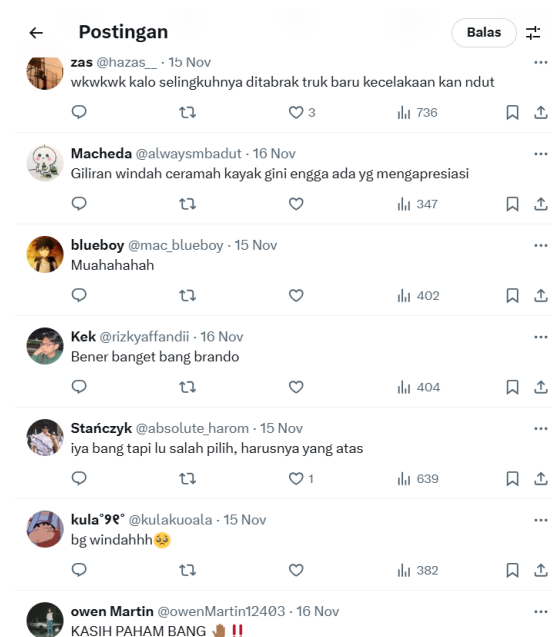 Postingan
Balas
zas @hazas__ · 15 Nov
wkwkwk kalo selingkuhnya ditabrak truk baru kecelakaan kan ndut
3 736
Macheda @alwaysmbadut · 16 Nov
Giliran windah ceramah kayak gini engga ada yg mengapresiasi
347
blueboy @mac_blueboy · 15 Nov
Muahahahah
402
Kek @rizkyaffandii · 16 Nov
Bener banget bang brando
404
Stańczyk @absolute_harom · 15 Nov
iya bang tapi lu salah pilih, harusnya yang atas
1 639
kula˚୨୧˚ @kulakuoala · 15 Nov
bg windahhh🥺
382
owen Martin @owenMartin12403 · 16 Nov
KASIH PAHAM BANG 🤚🏽‼️